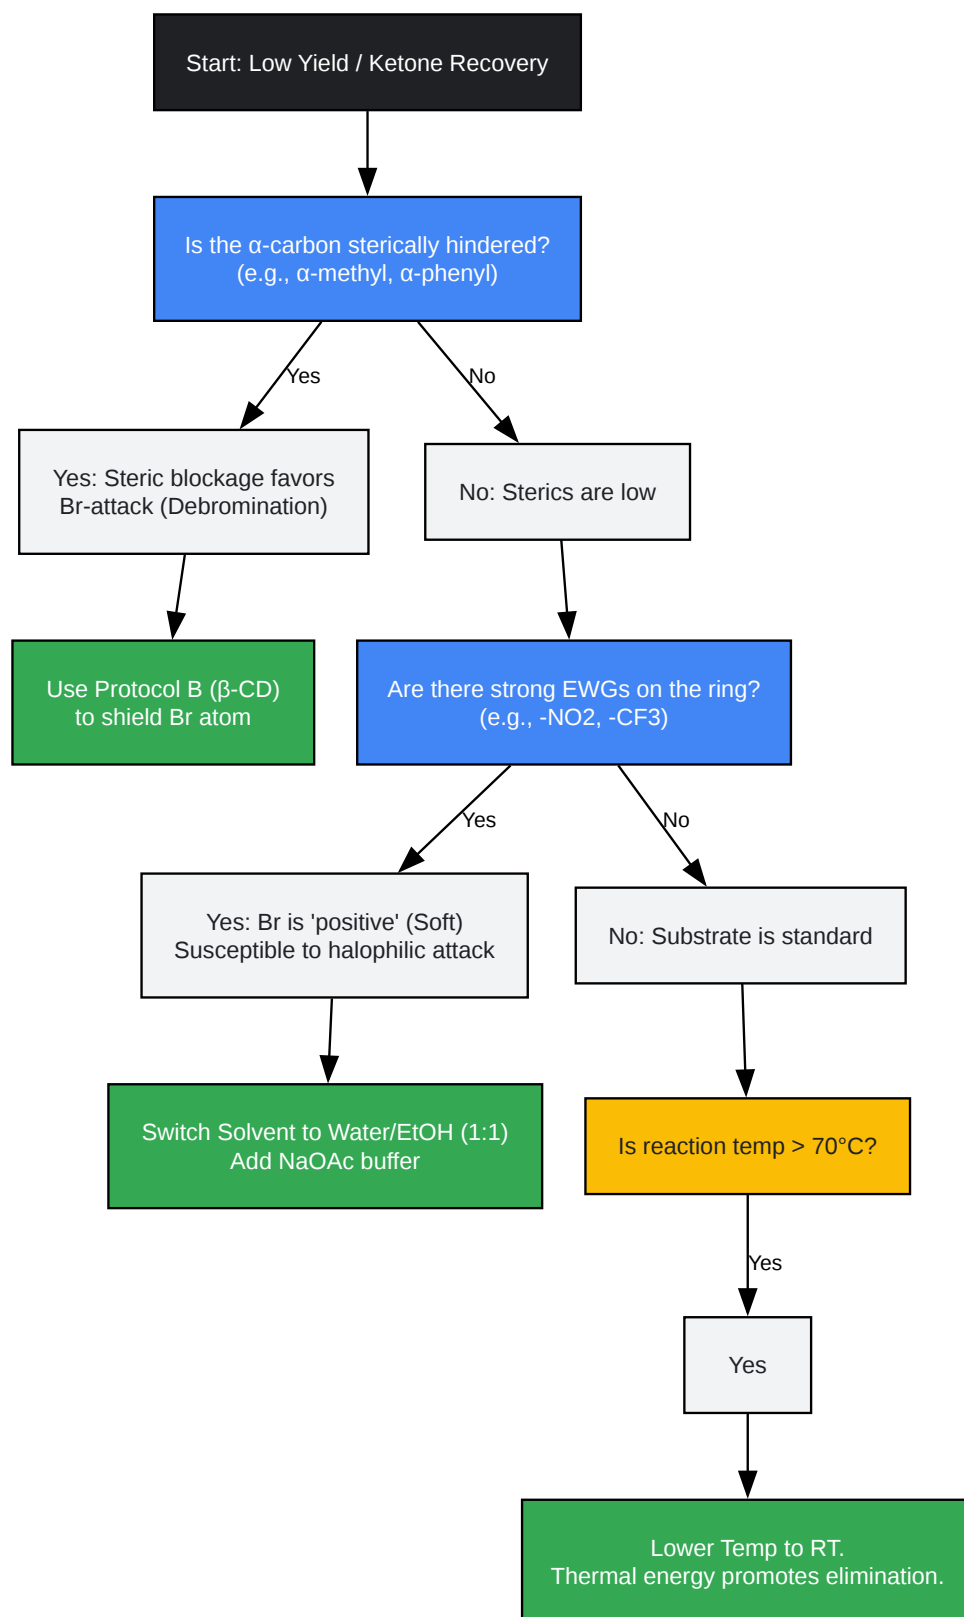 Start: Low Yield / Ketone Recovery
Is the α-carbon sterically hindered?
(e.g., α-methyl, α-phenyl)
Yes
No
Yes: Steric blockage favors
Br-attack (Debromination)
No: Sterics are low
Use Protocol B (β-CD)
to shield Br atom
Are there strong EWGs on the ring?
(e.g., -NO2, -CF3)
Yes
No
Yes: Br is 'positive' (Soft)
Susceptible to halophilic attack
No: Substrate is standard
Switch Solvent to Water/EtOH (1:1)
Add NaOAc buffer
Is reaction temp > 70°C?
Yes
Yes
Lower Temp to RT.
Thermal energy promotes elimination.